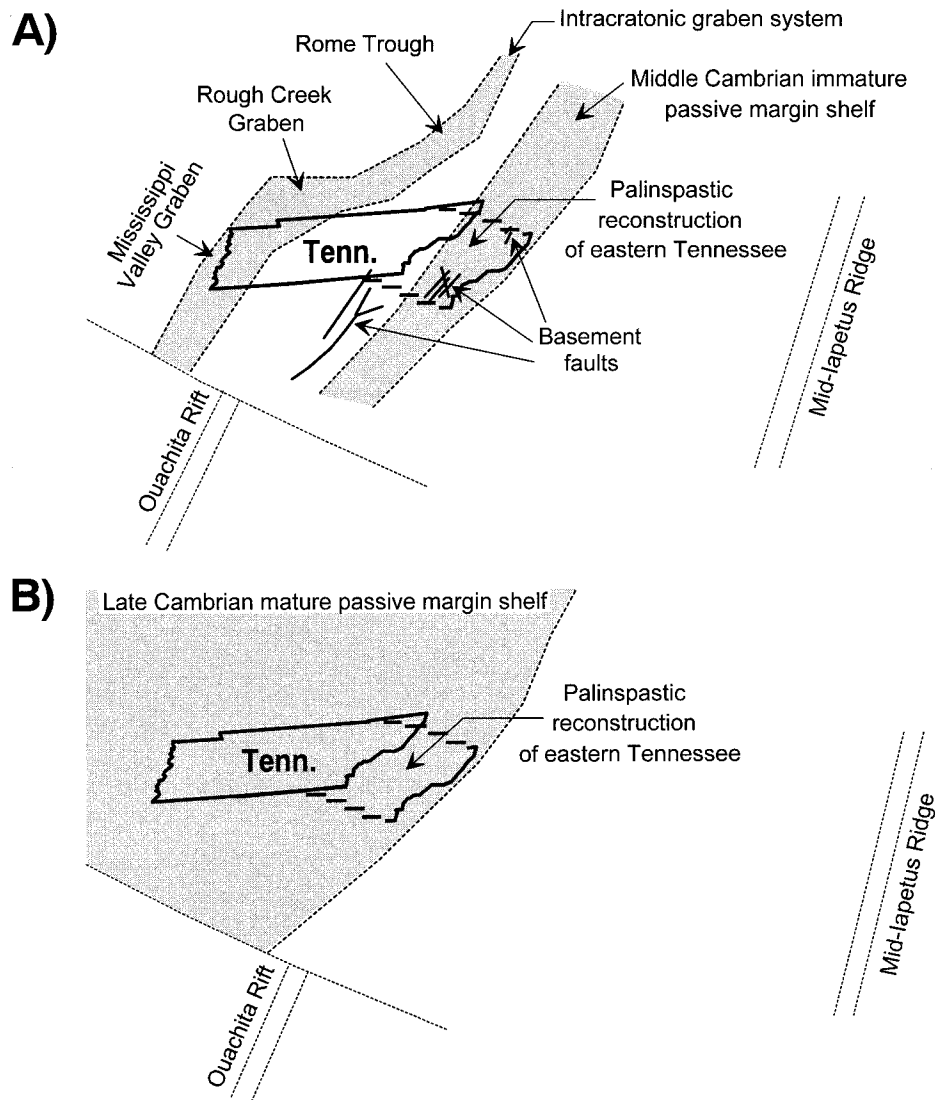 A)
Intracratonic graben system
Rome Trough
Middle Cambrian immature
passive margin shelf
Rough Creek
Graben
Mississippi
Valley Graben
Palinspastic
reconstruction
of eastern Tennessee
Tenn.
Basement
faults
Mid-Iapetus Ridge
Ouachita Rift
B)
Late Cambrian mature passive margin shelf
Palinspastic
reconstruction
of eastern Tennessee
Tenn.
Mid-Iapetus Ridge
Ouachita Rift